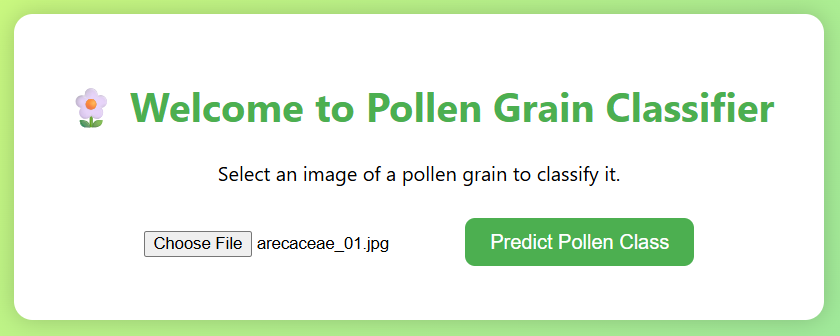 Welcome to Pollen Grain Classifier
Select an image of a pollen grain to classify it.
Choose File arecaceae_01.jpg Predict Pollen Class